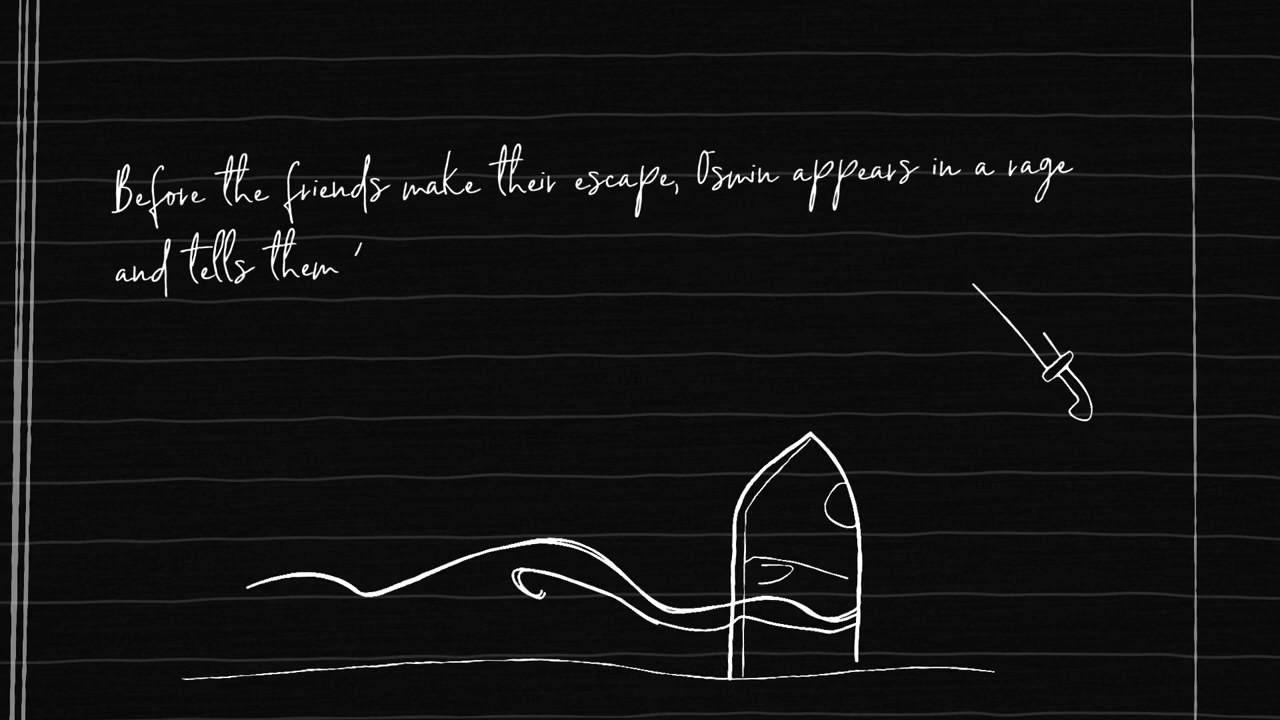 Before the friends make their escape, Osmin appears in a rage
and tells them '